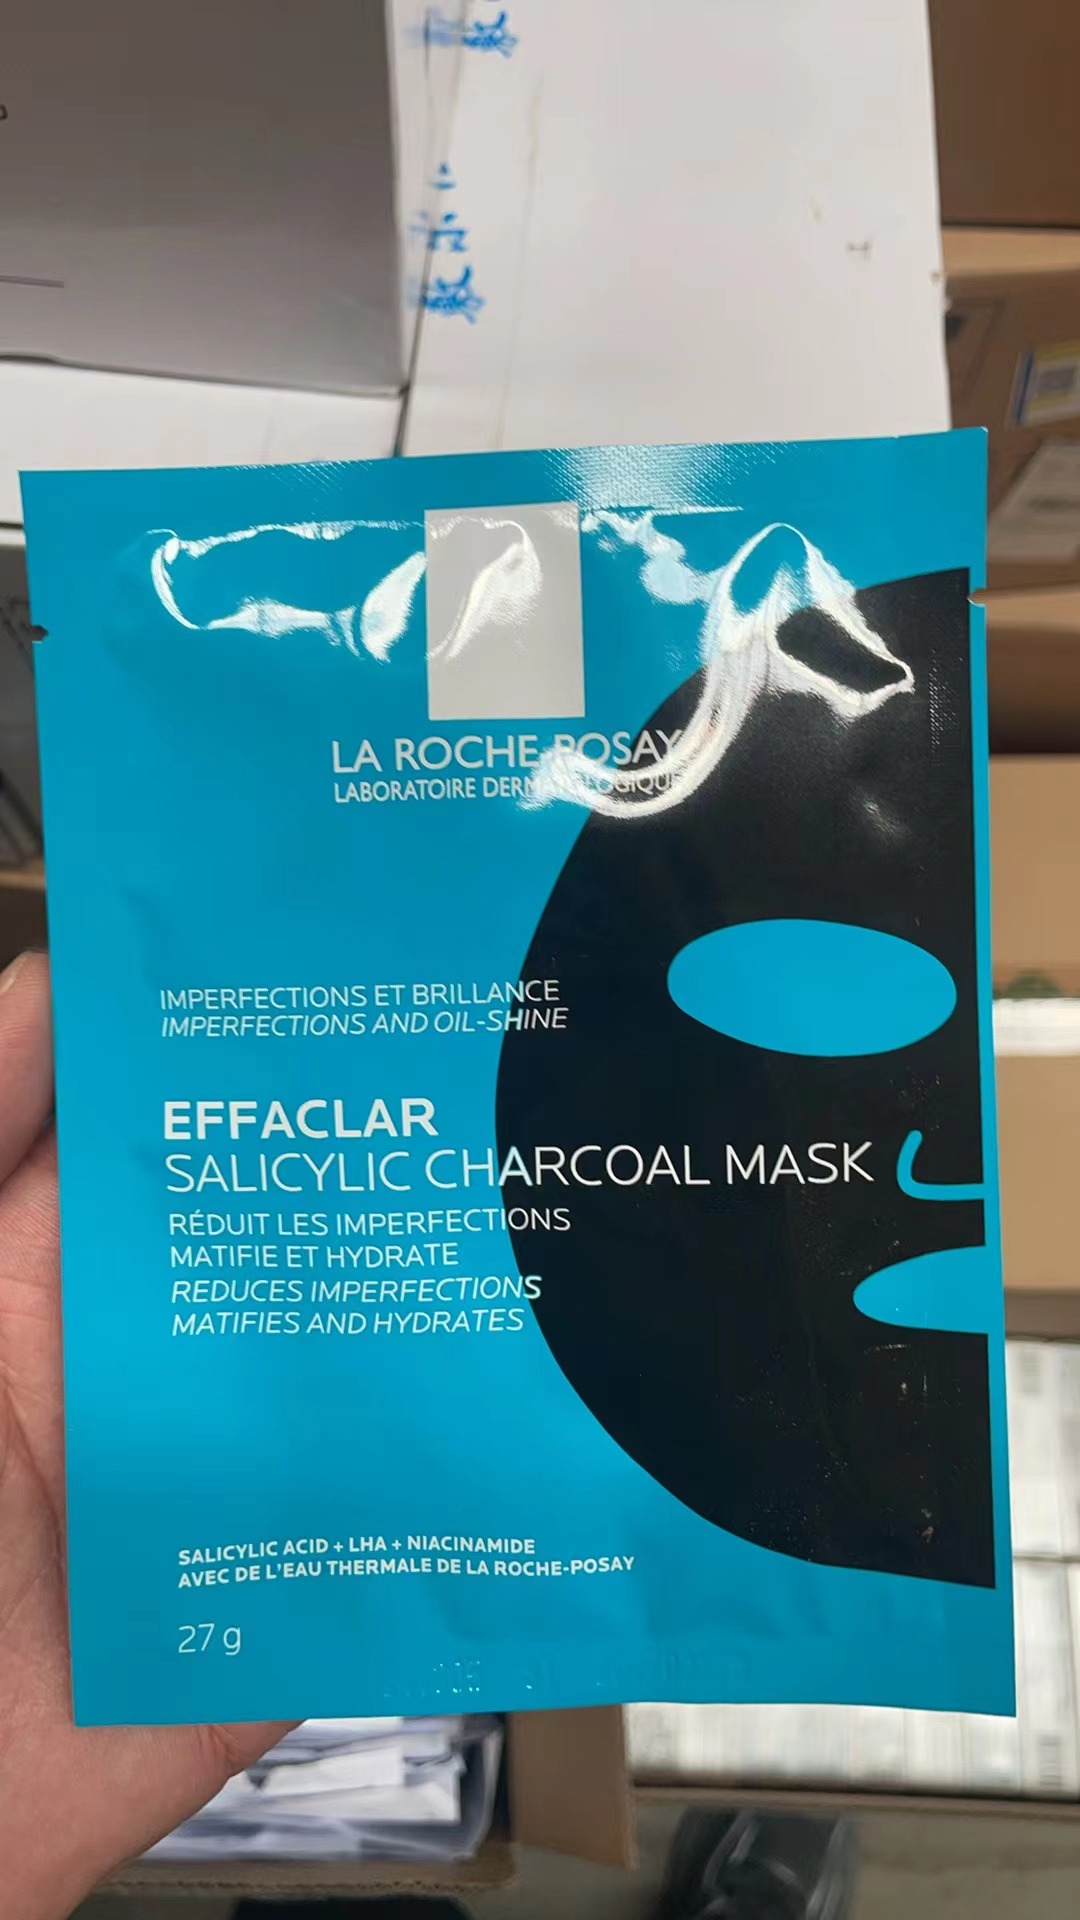 LA ROCHE-POSAY
LABORATOIRE DERMATOLOGIQUE
IMPERFECTIONS ET BRILLANCE
IMPERFECTIONS AND OIL-SHINE
EFFACLAR
SALICYLIC CHARCOAL MASK
RÉDUIT LES IMPERFECTIONS
MATIFIE ET HYDRATE
REDUCES IMPERFECTIONS
MATIFIES AND HYDRATES
SALICYLIC ACID + LHA + NIACINAMIDE
AVEC DE L'EAU THERMALE DE LA ROCHE-POSAY
27 g